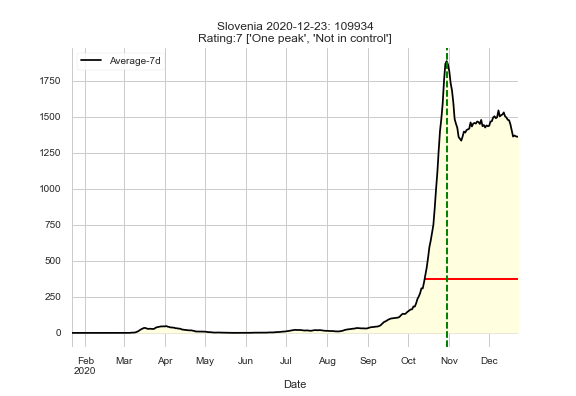 Slovenia 2020-12-23: 109934
Rating:7 ['One peak', 'Not in control']
Average-7d
1750
1500
1250
1000
750
500
250
0
Feb Mar Apr May Jun Jul Aug Sep Oct Nov Dec
2020
Date